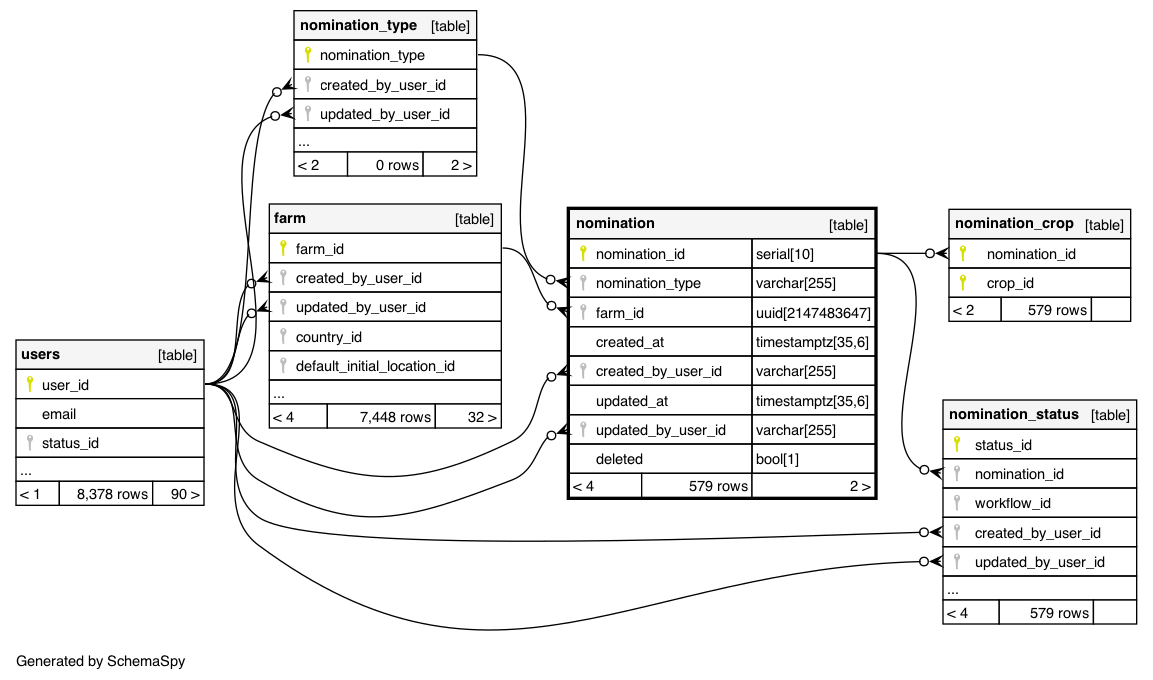 nomination_type [table]
nomination_type
created_by_user_id
updated_by_user_id
...
< 2 0 rows 2 >
farm [table]
farm_id
created_by_user_id
updated_by_user_id
country_id
default_initial_location_id
...
< 4 7,448 rows 32 >
users [table]
user_id
email
status_id
...
< 1 8,378 rows 90 >
nomination [table]
nomination_id serial[10]
nomination_type varchar[255]
farm_id uuid[2147483647]
created_at timestamptz[35,6]
created_by_user_id varchar[255]
updated_at timestamptz[35,6]
updated_by_user_id varchar[255]
deleted bool[1]
< 4 579 rows 2 >
nomination_crop [table]
nomination_id
crop_id
< 2 579 rows
nomination_status [table]
status_id
nomination_id
workflow_id
created_by_user_id
updated_by_user_id
...
< 4 579 rows
Generated by SchemaSpy